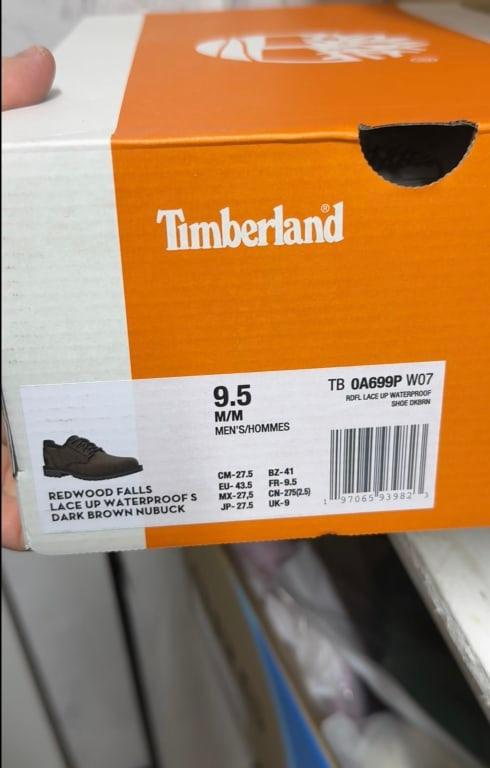 Timberland®
9.5
M/M
MEN'S/HOMMES
TB 0A699P W07
RDFL LACE UP WATERPROOF
SHOE DKBRN
CM-27.5 BZ-41
EU- 43.5 FR-9.5
MX-27,5 CN-275(2.5)
JP- 27.5 UK-9
REDWOOD FALLS
LACE UP WATERPROOF S
DARK BROWN NUBUCK
1 97065 93982 3